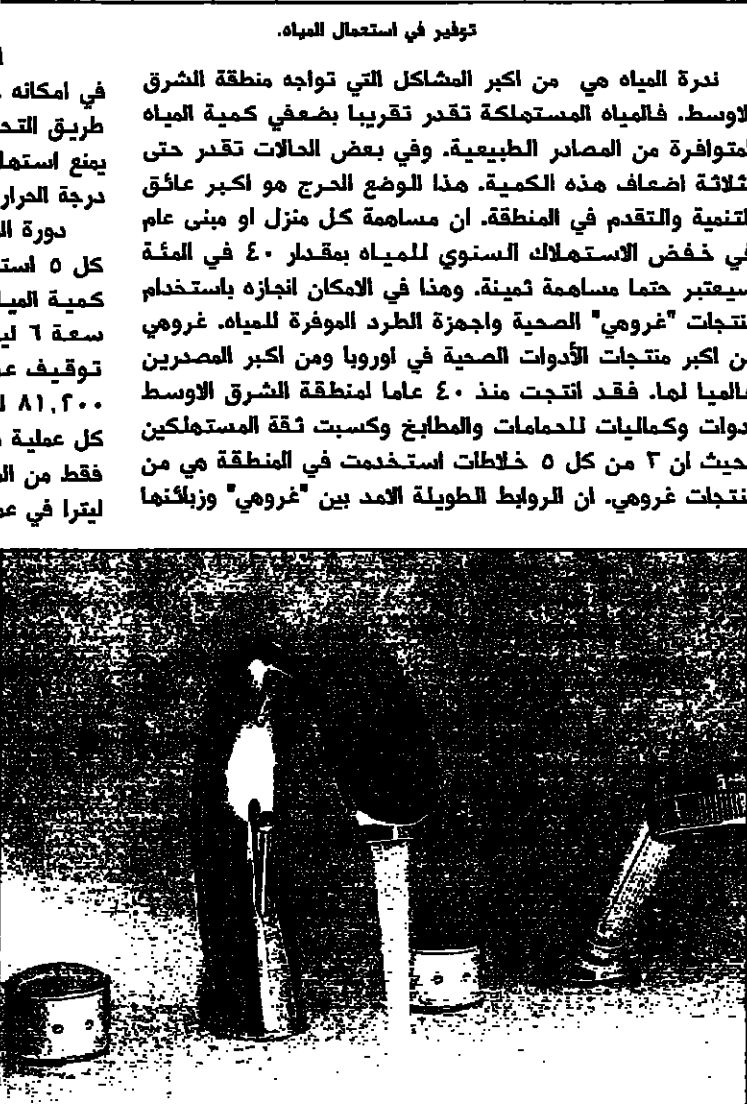 توفير في استعمال المياه.
ندرة المياه هي من اكبر المشاكل التي تواجه منطقة الشرق
الاوسط. فالمياه المستهلكة تقدر تقريبا بضعفي كمية المياه
المتوافرة من المصادر الطبيعية. وفي بعض الحالات تقدر حتى
بثلاثة اضعاف هذه الكمية. هذا الوضع الحرج هو اكبر عائق
للتنمية والتقدم في المنطقة. ان مساهمة كل منزل او مبنى عام
في خفض الاستهلاك السنوي للمياه بمقدار ٤٠ في المئة
سيعتبر حتما مساهمة ثمينة. وهذا في الامكان انجازه باستخدام
منتجات "غروهي" الصحية واجهزة الطرد الموفرة للمياه. غروهي
من اكبر منتجات الأدوات الصحية في اوروبا ومن اكبر المصدرين
عالميا لها. فقد انتجت منذ ٤٠ عاما لمنطقة الشرق الاوسط
ادوات وكماليات للحمامات والمطابخ وكسبت ثقة المستهلكين
بحيث ان ٣ من كل ٥ خلاطات استخدمت في المنطقة هي من
منتجات غروهي. ان الروابط الطويلة الامد بين "غروهي" وزبائنها
في امكانه
طريق التح
يمنع استها
درجة الحرار
دورة ال
كل ٥ است
كمية الميا
سعة ٦ لي
توقيف ع
٨١,٢٠٠ ل
كل عملية
فقط من ال
ليترا في ع